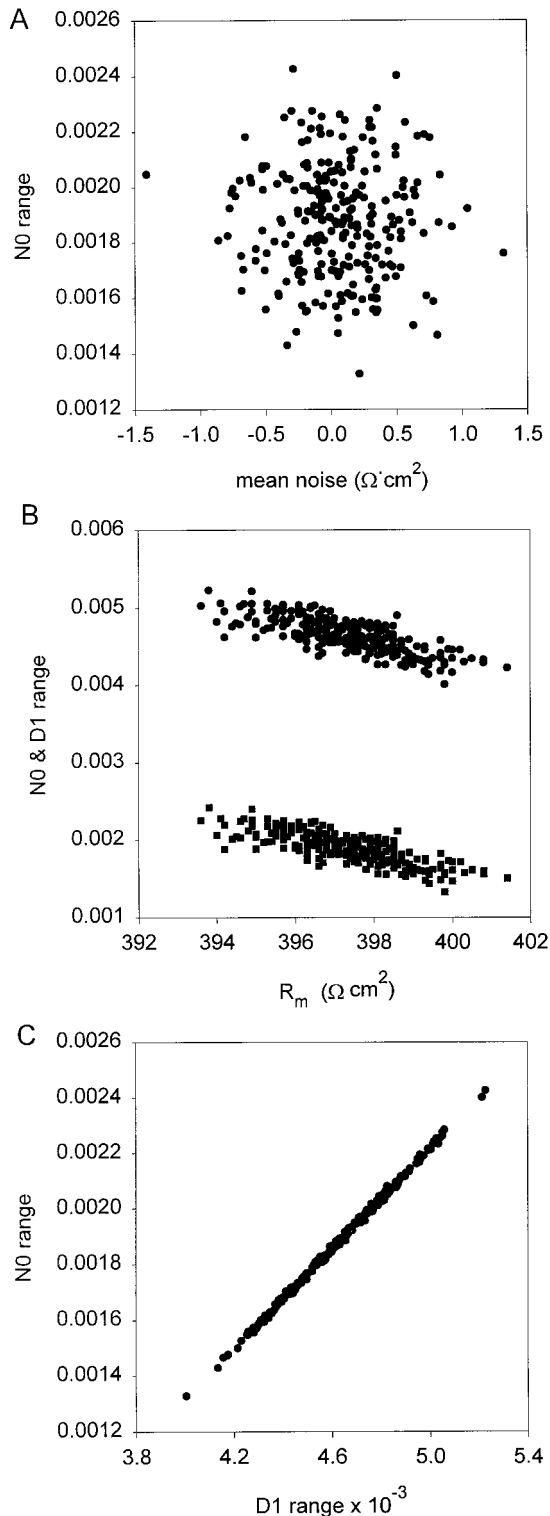 A
0.0026
0.0024
0.0022
0.0020
0.0018
0.0016
0.0014
0.0012
N0 range
-1.5 -1.0 -0.5 0.0 0.5 1.0 1.5
mean noise (Ω·cm²)
B
0.006
0.005
0.004
0.003
0.002
0.001
N0 & D1 range
392 394 396 398 400 402
Rₘ (Ω cm²)
C
0.0026
0.0024
0.0022
0.0020
0.0018
0.0016
0.0014
0.0012
N0 range
3.8 4.2 4.6 5.0 5.4
D1 range x 10⁻³